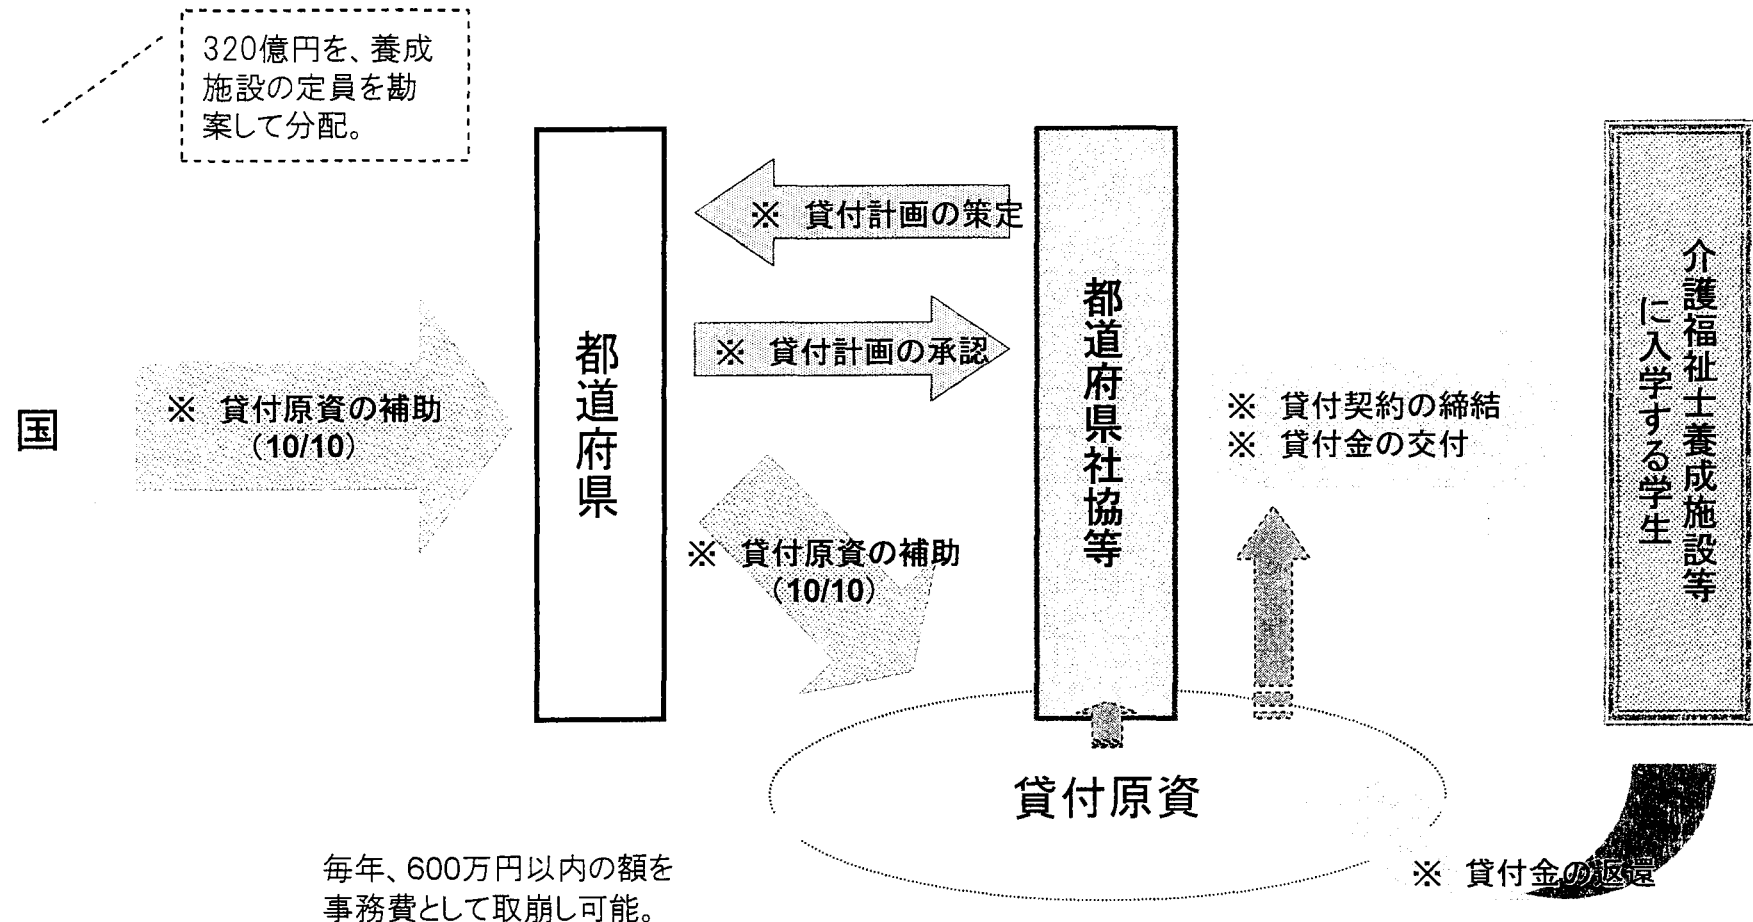 320億円を、養成
施設の定員を勘
案して分配。
国
※ 貸付原資の補助
(10/10)
都道府県
※ 貸付計画の策定
※ 貸付計画の承認
※ 貸付原資の補助
(10/10)
都道府県社協等
※ 貸付契約の締結
※ 貸付金の交付
介護福祉士養成施設等
に入学する学生
貸付原資
※ 貸付金の返還
毎年、600万円以内の額を
事務費として取崩し可能。